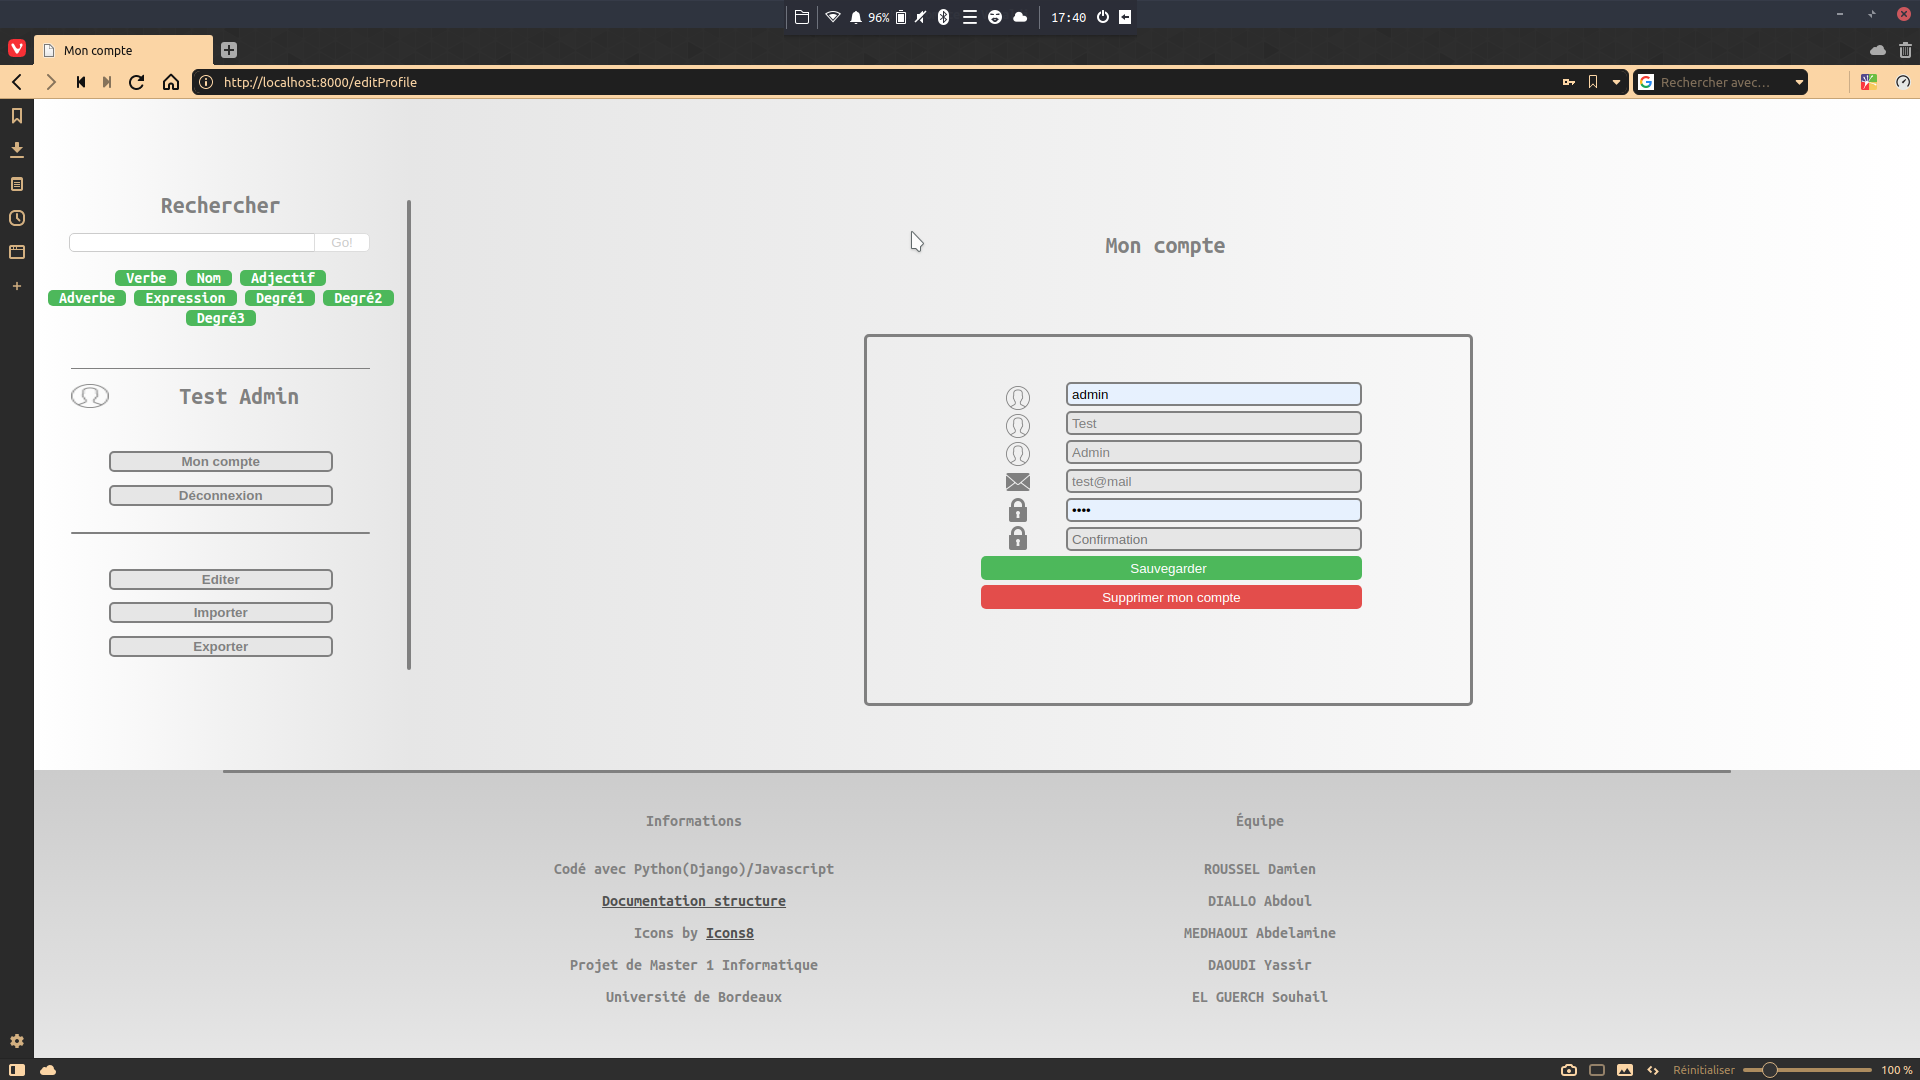 96%
17:40
Mon compte
http://localhost:8000/editProfile
Rechercher avec...
Rechercher
Go!
Verbe Nom Adjectif
Adverbe Expression Degré1 Degré2
Degré3
Test Admin
Mon compte
Déconnexion
Editer
Importer
Exporter
Mon compte
admin
Test
Admin
test@mail
••••
Confirmation
Sauvegarder
Supprimer mon compte
Informations
Codé avec Python(Django)/Javascript
Documentation structure
Icons by Icons8
Projet de Master 1 Informatique
Université de Bordeaux
Équipe
ROUSSEL Damien
DIALLO Abdoul
MEDHAOUI Abdelamine
DAOUDI Yassir
EL GUERCH Souhail
Réinitialiser
100 %